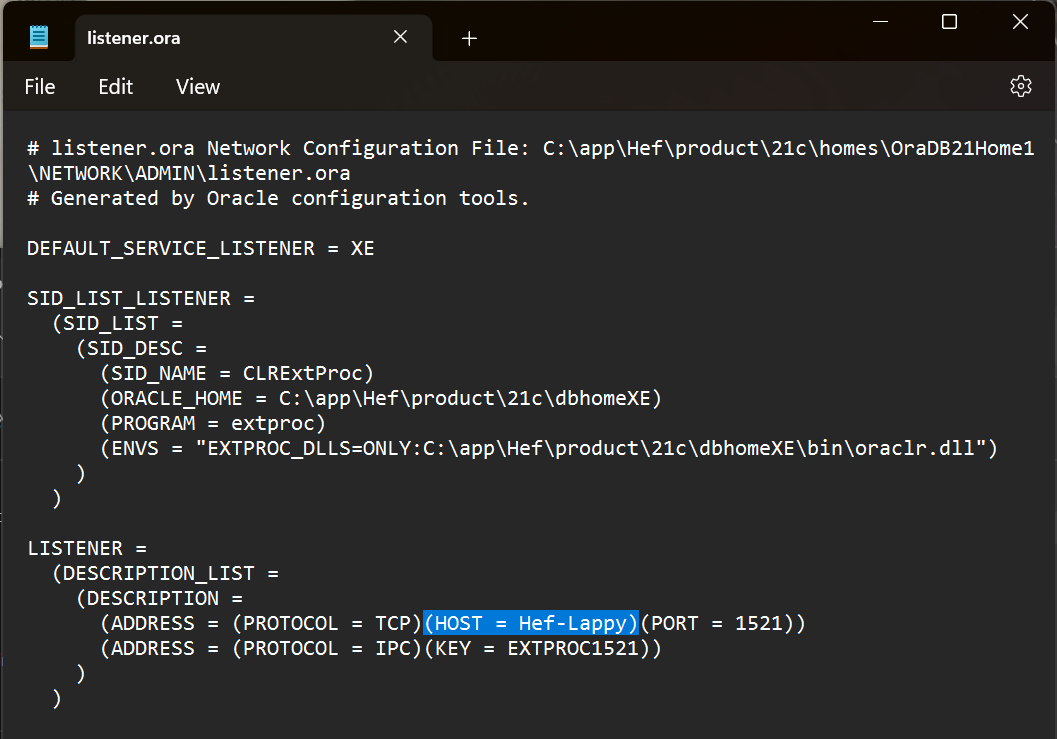 listener.ora
File Edit View
# listener.ora Network Configuration File: C:\app\Hef\product\21c\homes\OraDB21Home1
\NETWORK\ADMIN\listener.ora
# Generated by Oracle configuration tools.

DEFAULT_SERVICE_LISTENER = XE

SID_LIST_LISTENER =
  (SID_LIST =
    (SID_DESC =
      (SID_NAME = CLRExtProc)
      (ORACLE_HOME = C:\app\Hef\product\21c\dbhomeXE)
      (PROGRAM = extproc)
      (ENVS = "EXTPROC_DLLS=ONLY:C:\app\Hef\product\21c\dbhomeXE\bin\oraclr.dll")
    )
  )

LISTENER =
  (DESCRIPTION_LIST =
    (DESCRIPTION =
      (ADDRESS = (PROTOCOL = TCP)(HOST = Hef-Lappy)(PORT = 1521))
      (ADDRESS = (PROTOCOL = IPC)(KEY = EXTPROC1521))
    )
  )